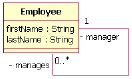 Employee
firstName : String
lastName : String
1
- manager
- manages
0..*